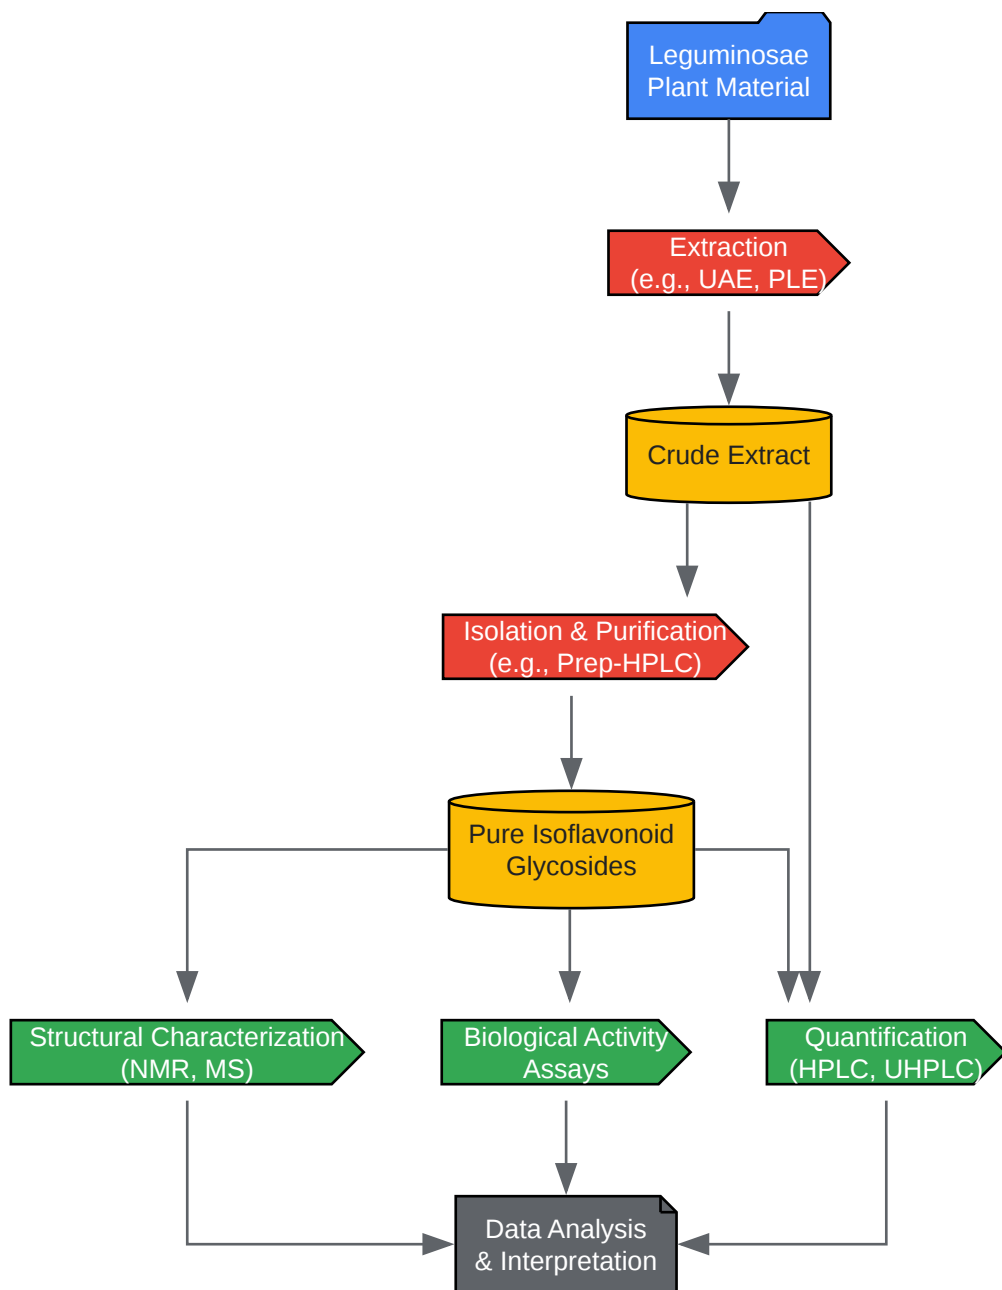 Leguminosae
Plant Material
Extraction
(e.g., UAE, PLE)
Crude Extract
Isolation & Purification
(e.g., Prep-HPLC)
Pure Isoflavonoid
Glycosides
Structural Characterization
(NMR, MS)
Biological Activity
Assays
Quantification
(HPLC, UHPLC)
Data Analysis
& Interpretation